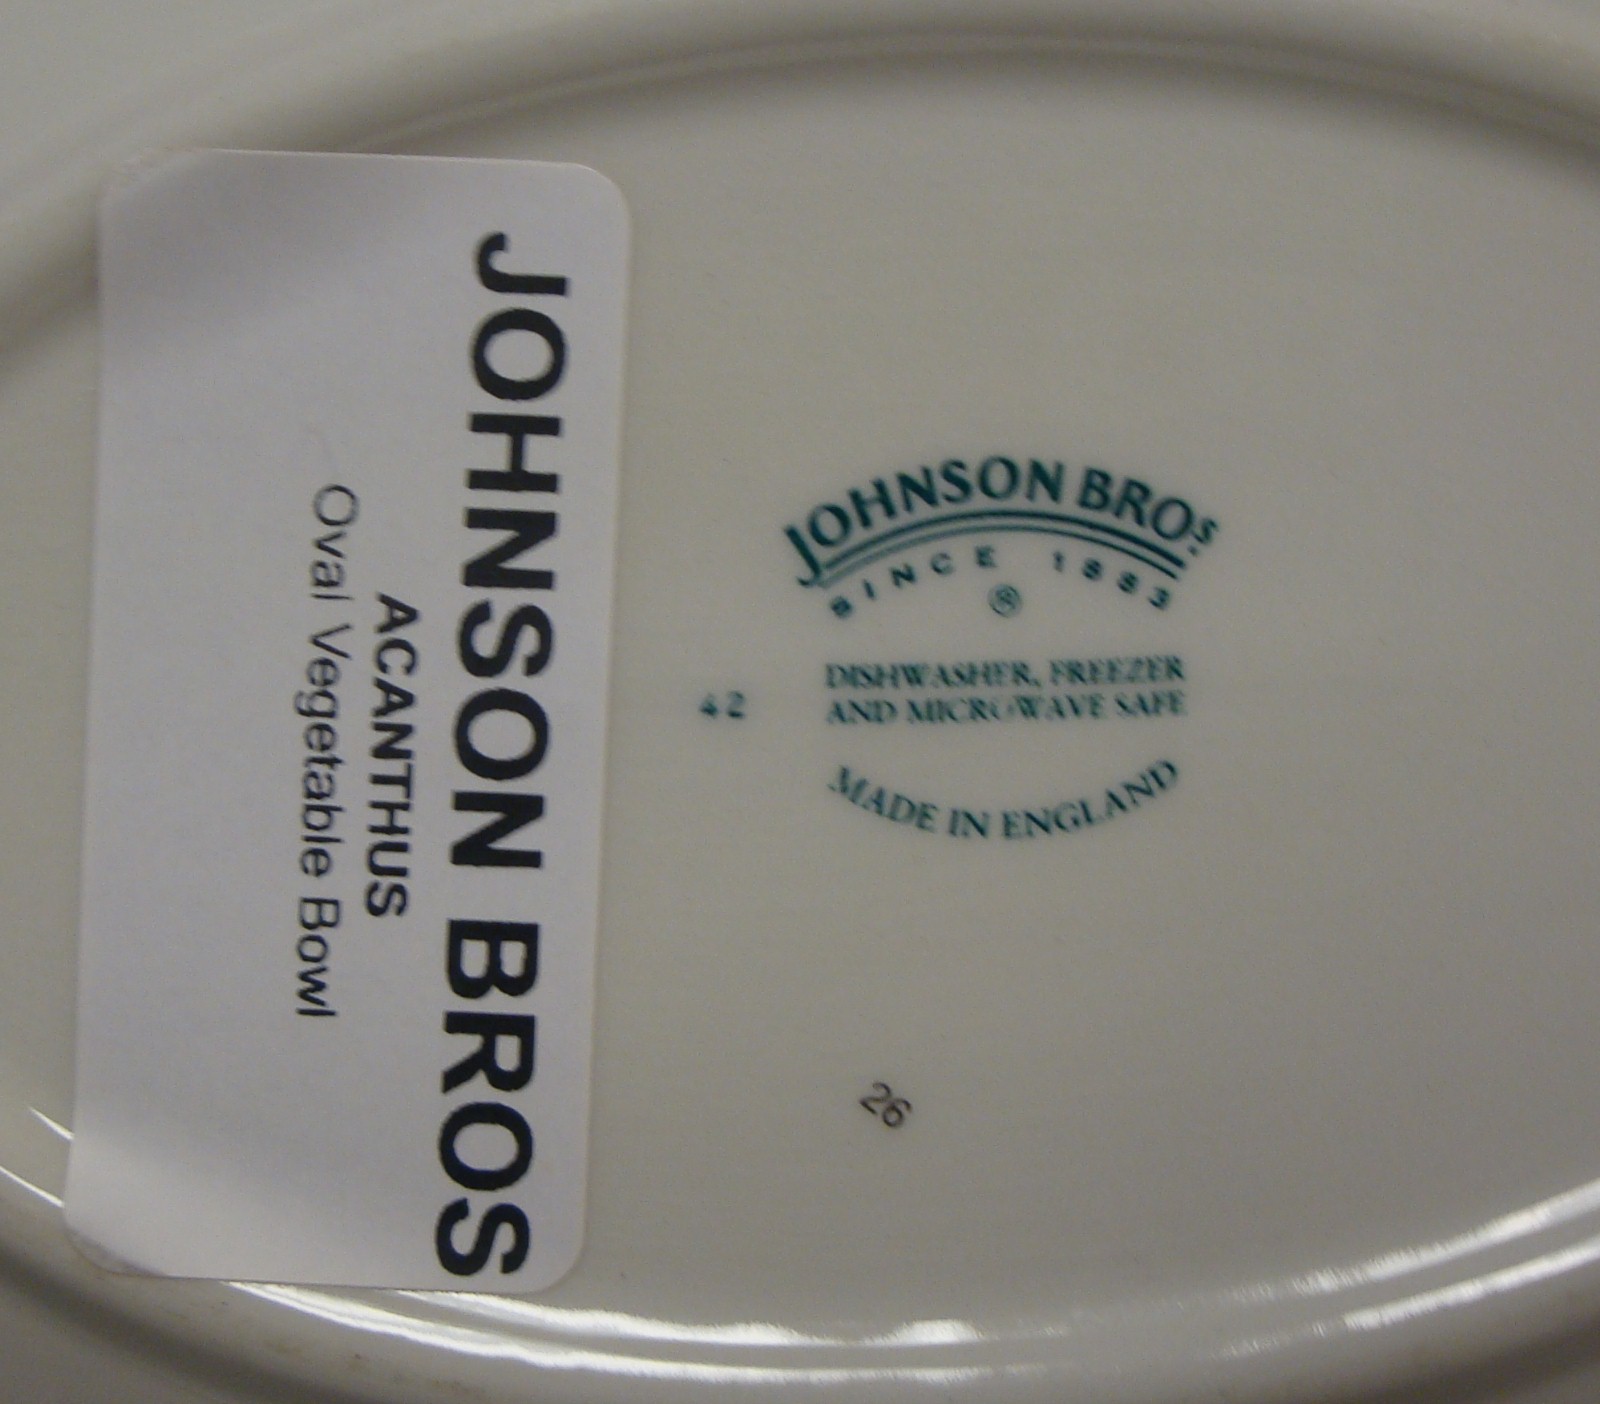 JOHNSON BROS
ACANTHUS
Oval Vegetable Bowl
JOHNSON BROS.
SINCE 1883
®
DISHWASHER, FREEZER
AND MICROWAVE SAFE
MADE IN ENGLAND
42
26